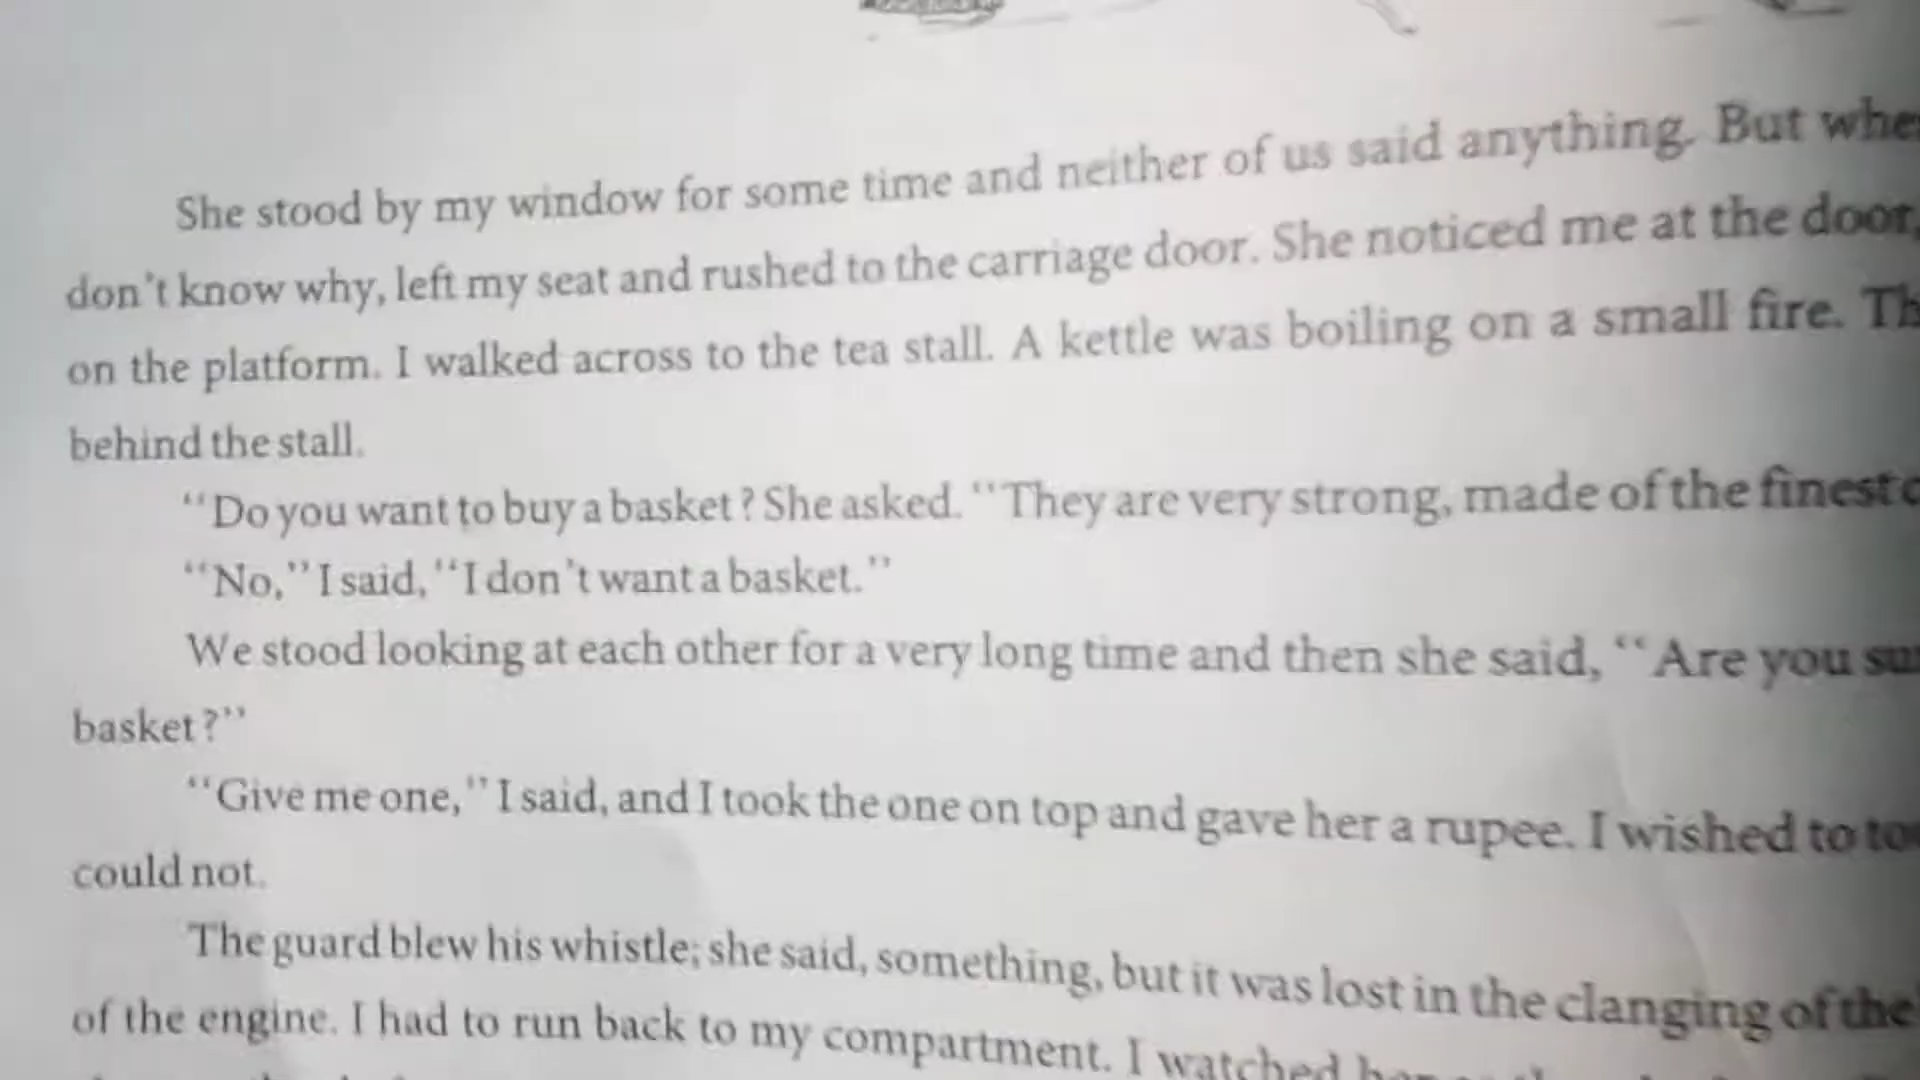 She stood by my window for some time and neither of us said anything. But
don't know why, left my seat and rushed to the carriage door. She noticed me at the door,
on the platform. I walked across to the tea stall. A kettle was boiling on a small fire.
behind the stall.
"Do you want to buy a basket? She asked. "They are very strong, made of the finest
"No," I said, "I don't want a basket."
We stood looking at each other for a very long time and then she said, "Are you
basket?"
"Give me one," I said, and I took the one on top and gave her a rupee. I wished to
could not.
The guard blew his whistle; she said, something, but it was lost in the clanging of the
of the engine. I had to run back to my compartment. I watched